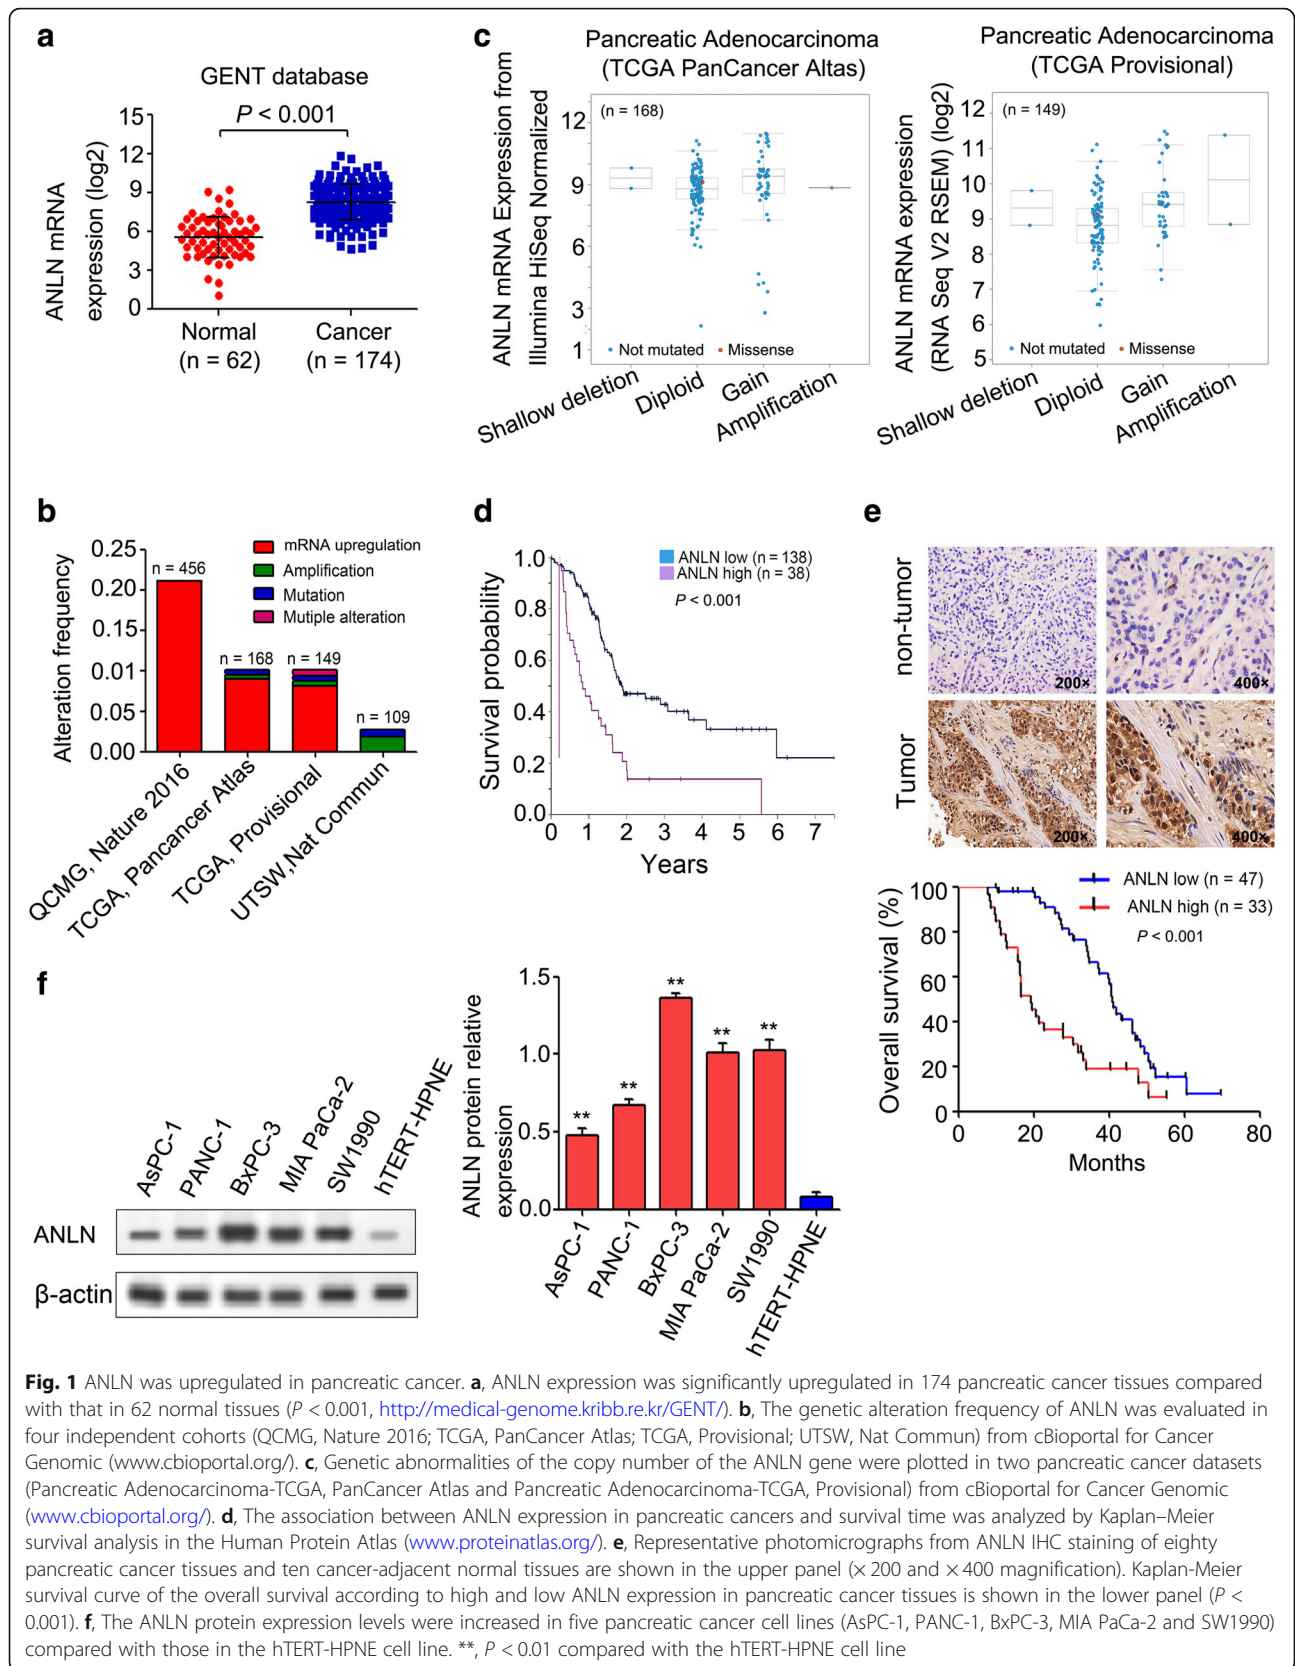 a
GENT database
P < 0.001
15
12
9
6
3
0
ANLN mRNA
expression (log2)
Normal
(n = 62)
Cancer
(n = 174)
c
Pancreatic Adenocarcinoma
(TCGA PanCancer Altas)
(n = 168)
ANLN mRNA Expression from
Illumina HiSeq Normalized
12
9
6
3
1
Not mutated
Missense
Shallow deletion
Diploid
Gain
Amplification
Pancreatic Adenocarcinoma
(TCGA Provisional)
(n = 149)
ANLN mRNA expression
(RNA Seq V2 RSEM) (log2)
12
11
10
9
8
7
6
5
Not mutated
Missense
Shallow deletion
Diploid
Gain
Amplification
b
Alteration frequency
0.25
0.20
0.01
0.05
0.00
n = 456
n = 168
n = 149
n = 109
mRNA upregulation
Amplification
Mutation
Mutiple alteration
QCMG, Nature 2016
TCGA, Pancancer Atlas
TCGA, Provisional
UTSW,Nat Commun
d
Survival probability
1.0
0.8
0.6
0.4
0.2
0.0
ANLN low (n = 138)
ANLN high (n = 38)
P < 0.001
0 1 2 3 4 5 6 7
Years
e
non-tumor
200×
400×
Tumor
200×
400×
ANLN low (n = 47)
ANLN high (n = 33)
P < 0.001
Overall survival (%)
100
80
60
40
20
0
0 20 40 60 80
Months
f
AsPC-1
PANC-1
BxPC-3
MIA PaCa-2
SW1990
hTERT-HPNE
ANLN
β-actin
ANLN protein relative
expression
1.5
1.0
0.5
0.0
**
**
**
**
**
AsPC-1
PANC-1
BxPC-3
MIA PaCa-2
SW1990
hTERT-HPNE
Fig. 1 ANLN was upregulated in pancreatic cancer. a, ANLN expression was significantly upregulated in 174 pancreatic cancer tissues compared
with that in 62 normal tissues (P < 0.001, http://medical-genome.kribb.re.kr/GENT/). b, The genetic alteration frequency of ANLN was evaluated in
four independent cohorts (QCMG, Nature 2016; TCGA, PanCancer Atlas; TCGA, Provisional; UTSW, Nat Commun) from cBioportal for Cancer
Genomic (www.cbioportal.org/). c, Genetic abnormalities of the copy number of the ANLN gene were plotted in two pancreatic cancer datasets
(Pancreatic Adenocarcinoma-TCGA, PanCancer Atlas and Pancreatic Adenocarcinoma-TCGA, Provisional) from cBioportal for Cancer Genomic
(www.cbioportal.org/). d, The association between ANLN expression in pancreatic cancers and survival time was analyzed by Kaplan–Meier
survival analysis in the Human Protein Atlas (www.proteinatlas.org/). e, Representative photomicrographs from ANLN IHC staining of eighty
pancreatic cancer tissues and ten cancer-adjacent normal tissues are shown in the upper panel (× 200 and × 400 magnification). Kaplan-Meier
survival curve of the overall survival according to high and low ANLN expression in pancreatic cancer tissues is shown in the lower panel (P <
0.001). f, The ANLN protein expression levels were increased in five pancreatic cancer cell lines (AsPC-1, PANC-1, BxPC-3, MIA PaCa-2 and SW1990)
compared with those in the hTERT-HPNE cell line. **, P < 0.01 compared with the hTERT-HPNE cell line